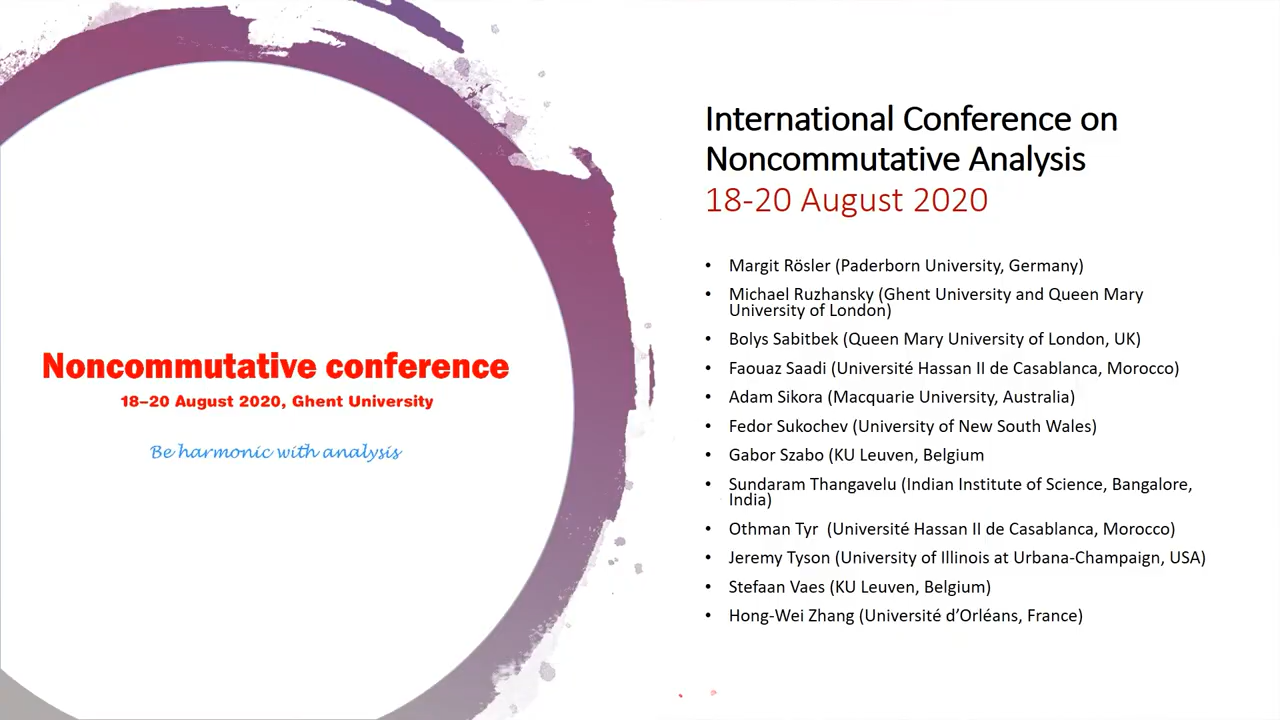 Noncommutative conference
18–20 August 2020, Ghent University
Be harmonic with analysis
International Conference on
Noncommutative Analysis
18-20 August 2020
• Margit Rösler (Paderborn University, Germany)
• Michael Ruzhansky (Ghent University and Queen Mary
University of London)
• Bolys Sabitbek (Queen Mary University of London, UK)
• Faouaz Saadi (Université Hassan II de Casablanca, Morocco)
• Adam Sikora (Macquarie University, Australia)
• Fedor Sukochev (University of New South Wales)
• Gabor Szabo (KU Leuven, Belgium
• Sundaram Thangavelu (Indian Institute of Science, Bangalore,
India)
• Othman Tyr  (Université Hassan II de Casablanca, Morocco)
• Jeremy Tyson (University of Illinois at Urbana-Champaign, USA)
• Stefaan Vaes (KU Leuven, Belgium)
• Hong-Wei Zhang (Université d’Orléans, France)